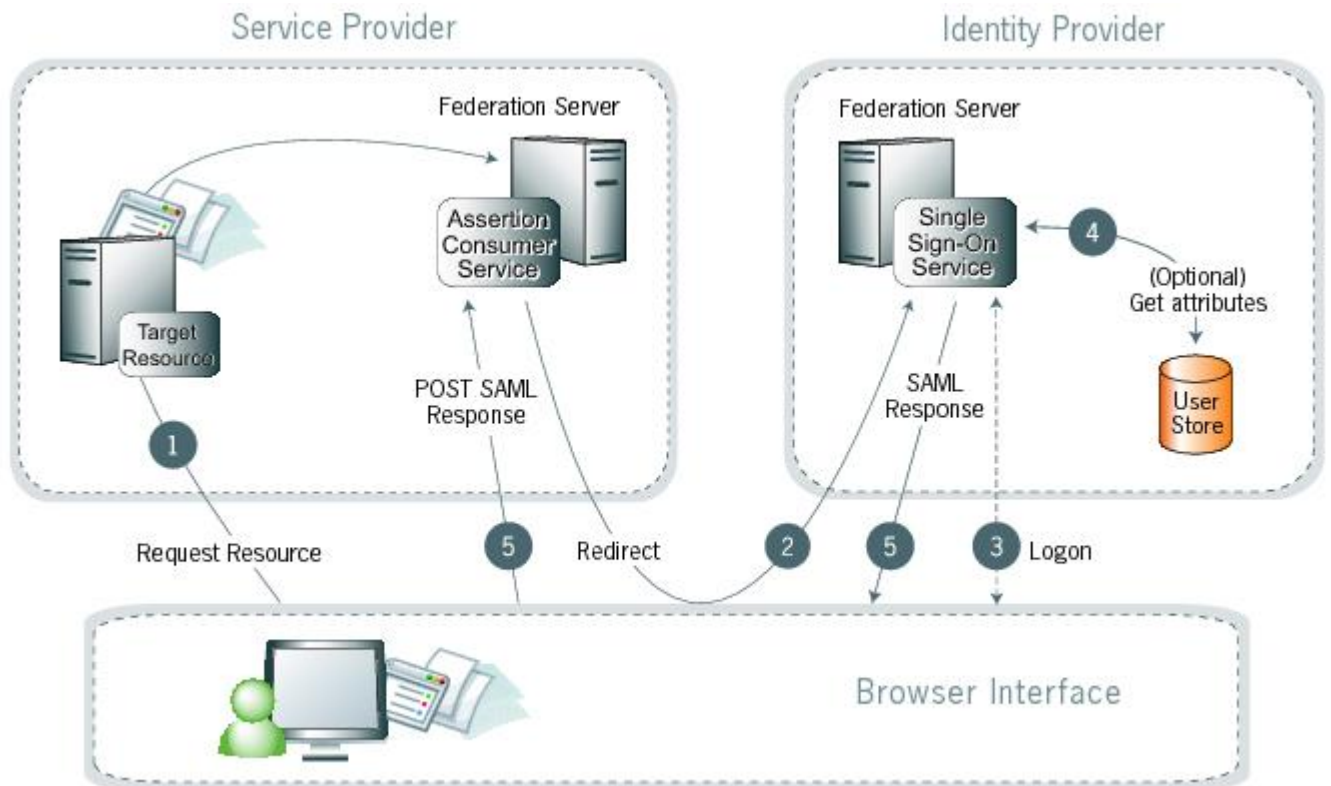 Service Provider
Identity Provider
Federation Server
Federation Server
Assertion
Consumer
Service
Single
Sign-On
Service
4
(Optional)
Get attributes
Target
Resource
POST SAML
Response
SAML
Response
User
Store
1
Request Resource
5
Redirect
2
5
3
Logon
Browser Interface